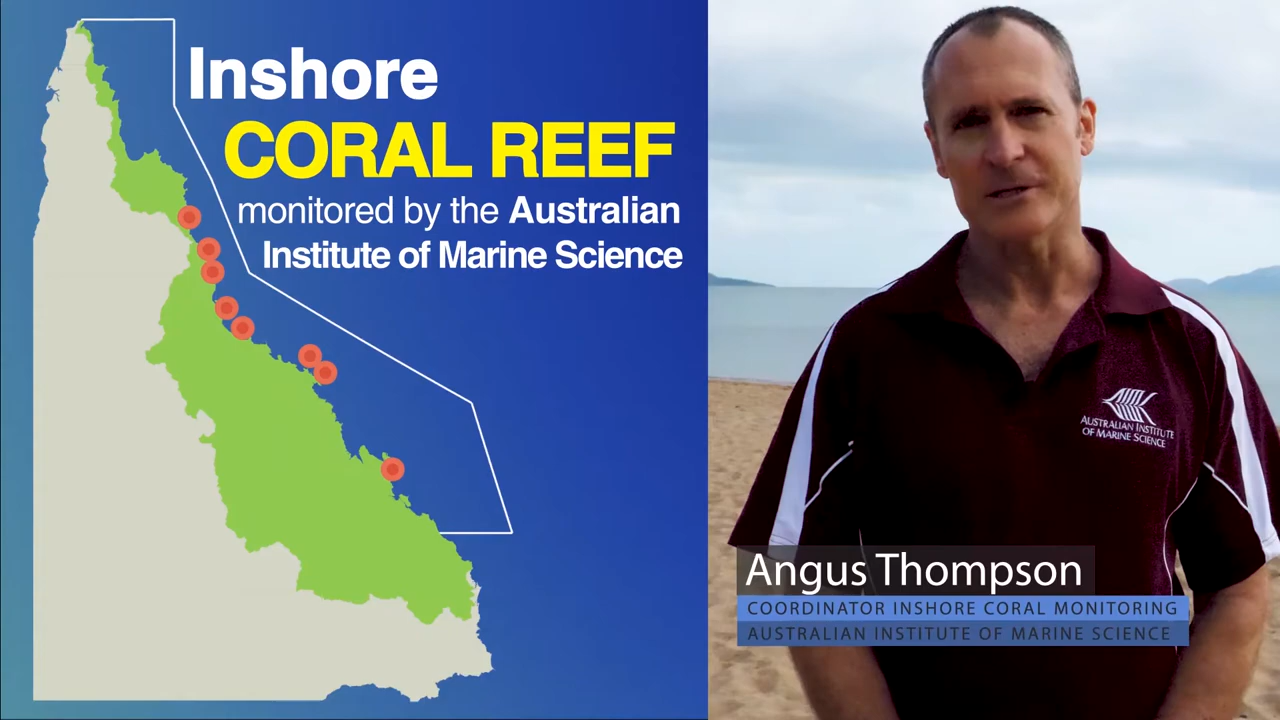 Inshore
CORAL REEF
monitored by the Australian
Institute of Marine Science
AUSTRALIAN INSTITUTE
OF MARINE SCIENCE
Angus Thompson
COORDINATOR INSHORE CORAL MONITORING
AUSTRALIAN INSTITUTE OF MARINE SCIENCE